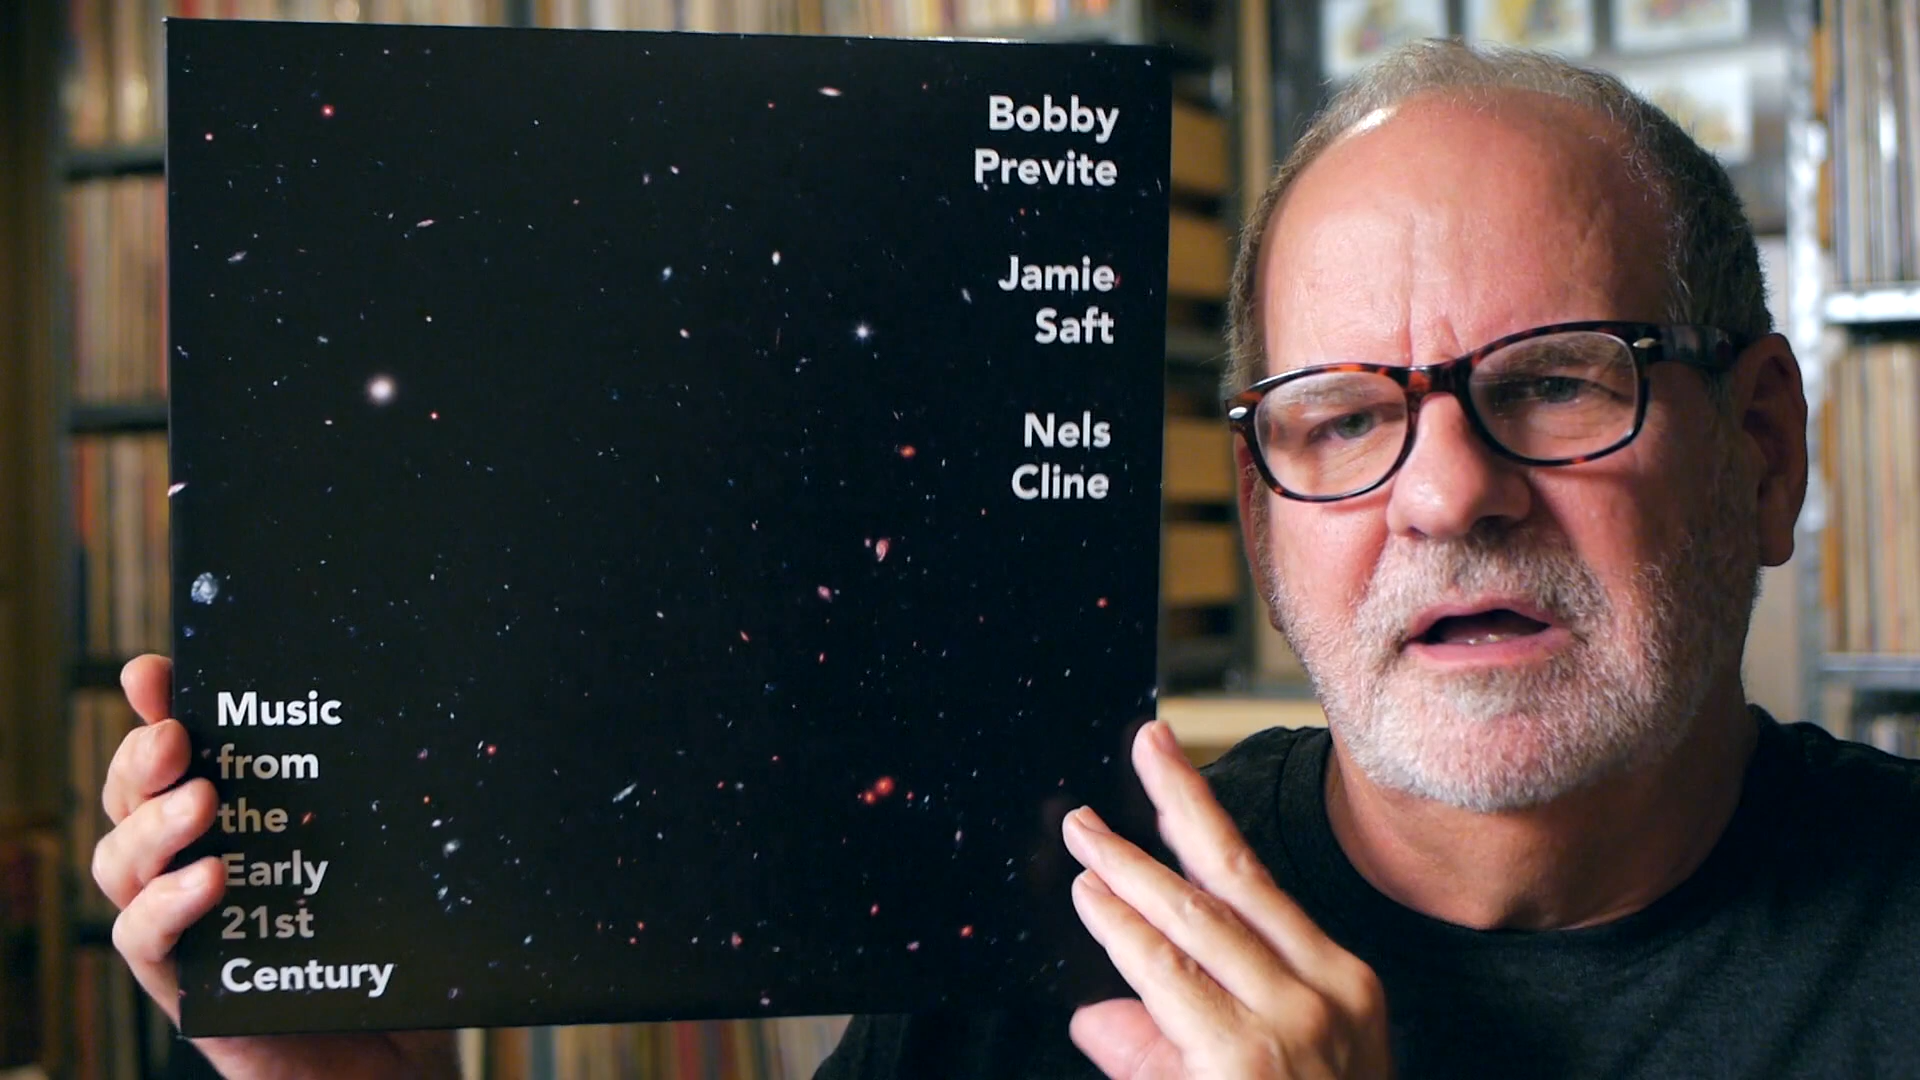 Bobby
Previte
Jamie
Saft
Nels
Cline
Music
from
the
Early
21st
Century